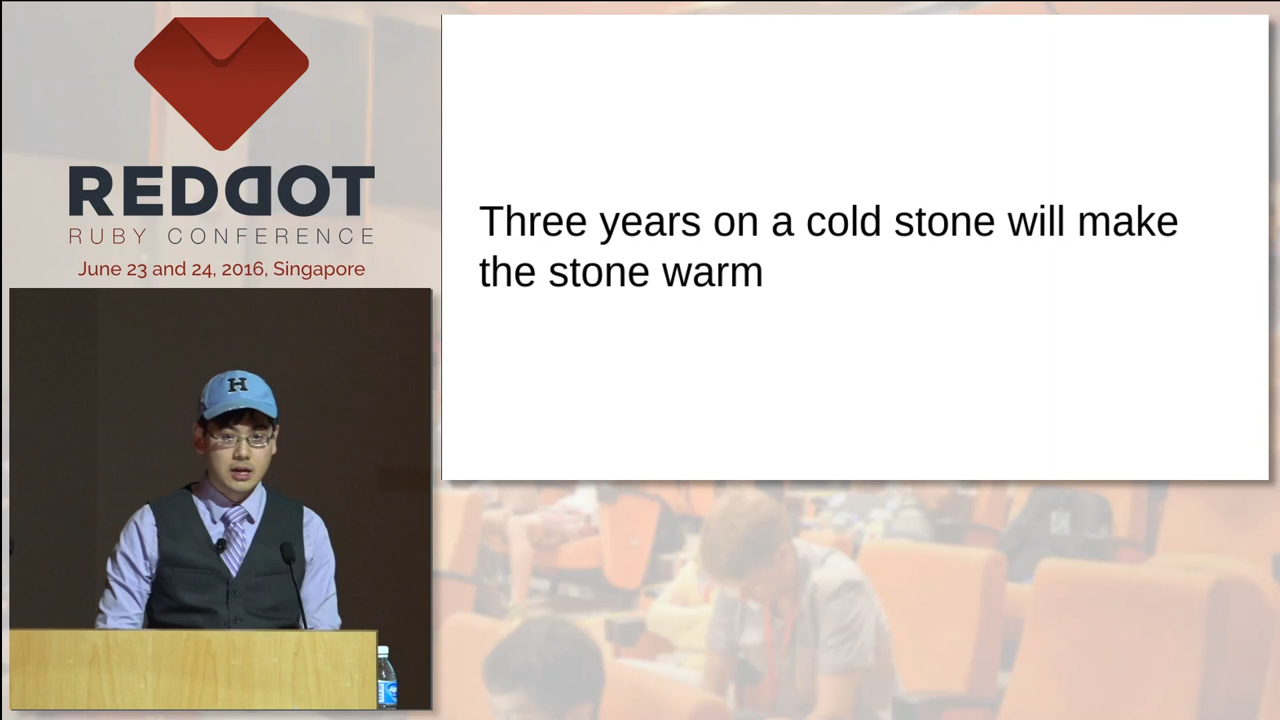 REDDOT
RUBY CONFERENCE
June 23 and 24, 2016, Singapore
H
Three years on a cold stone will make
the stone warm